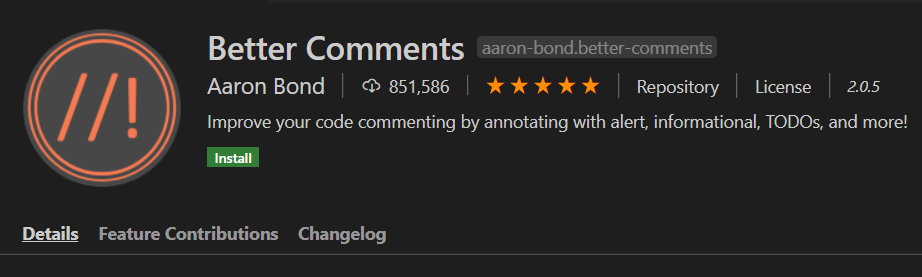 //!
Better Comments aaron-bond.better-comments
Aaron Bond 851,586 ★★★★★ Repository License 2.0.5
Improve your code commenting by annotating with alert, informational, TODOs, and more!
Install
Details Feature Contributions Changelog